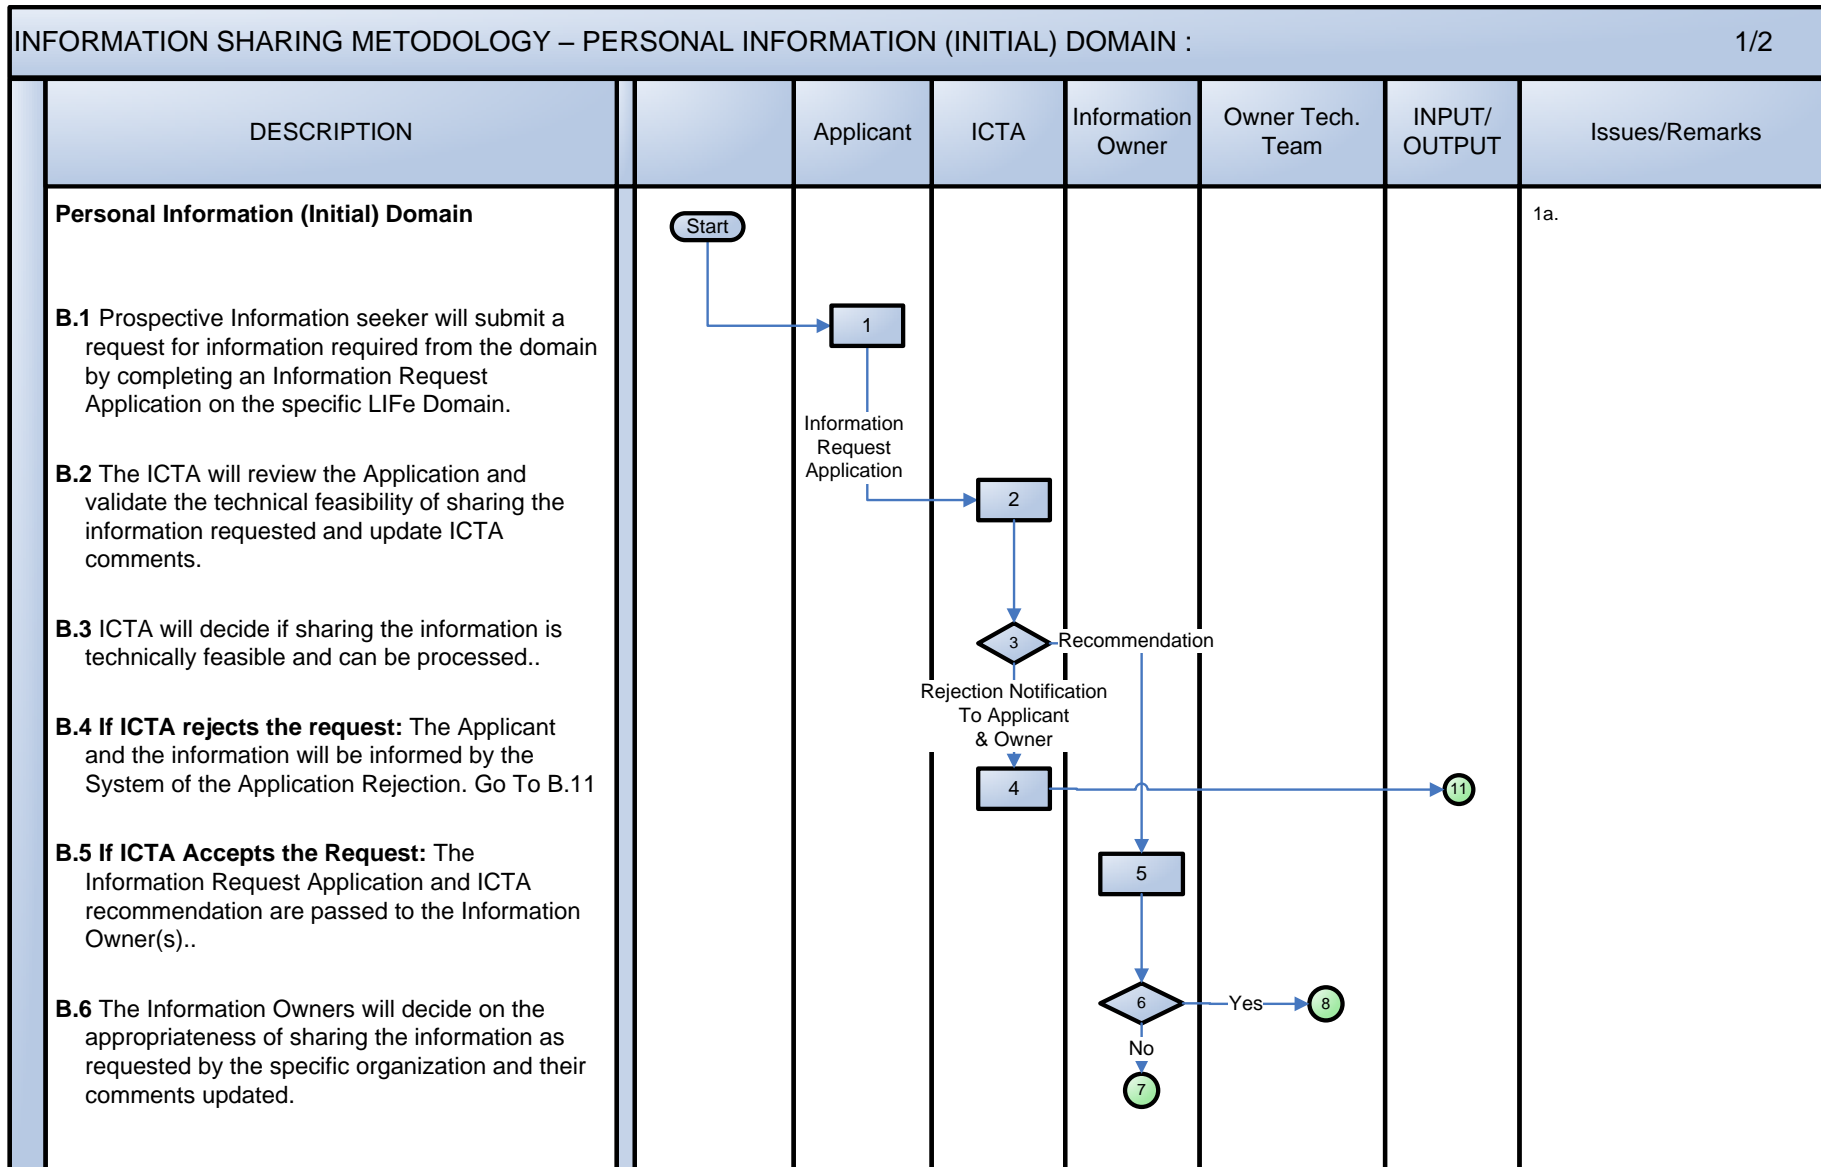 INFORMATION SHARING METODOLOGY – PERSONAL INFORMATION (INITIAL) DOMAIN : 1/2
DESCRIPTION
Applicant
ICTA
Information
Owner
Owner Tech.
Team
INPUT/
OUTPUT
Issues/Remarks
Personal Information (Initial) Domain
B.1 Prospective Information seeker will submit a
request for information required from the domain
by completing an Information Request
Application on the specific LIFe Domain.
B.2 The ICTA will review the Application and
validate the technical feasibility of sharing the
information requested and update ICTA
comments.
B.3 ICTA will decide if sharing the information is
technically feasible and can be processed..
B.4 If ICTA rejects the request: The Applicant
and the information will be informed by the
System of the Application Rejection. Go To B.11
B.5 If ICTA Accepts the Request: The
Information Request Application and ICTA
recommendation are passed to the Information
Owner(s)..
B.6 The Information Owners will decide on the
appropriateness of sharing the information as
requested by the specific organization and their
comments updated.
Start
1
Information
Request
Application
2
3
Recommendation
Rejection Notification
To Applicant
& Owner
4
11
5
6
Yes
8
No
7
1a.